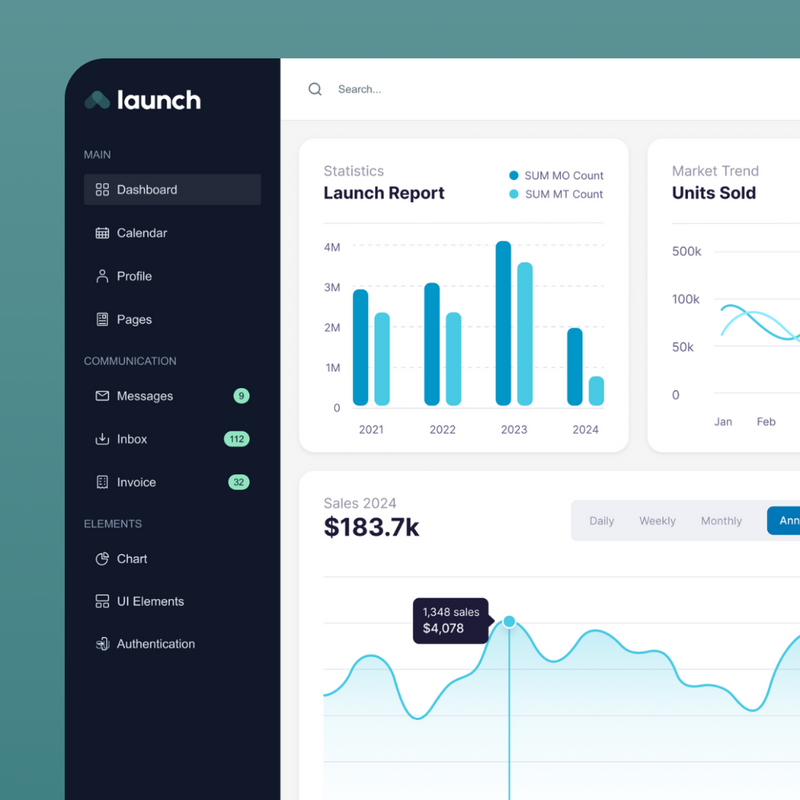 launch
MAIN
Dashboard
Calendar
Profile
Pages
COMMUNICATION
Messages 9
Inbox 112
Invoice 32
ELEMENTS
Chart
UI Elements
Authentication
Search...
Statistics
Launch Report
SUM MO Count
SUM MT Count
4M
3M
2M
1M
0
2021 2022 2023 2024
Market Trend
Units Sold
500k
100k
50k
0
Jan Feb
Sales 2024
$183.7k
Daily Weekly Monthly Ann
1,348 sales
$4,078